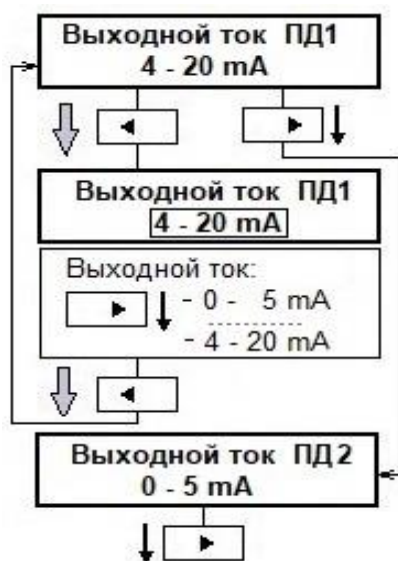 Выходной ток ПД1
4 - 20 mA
Выходной ток ПД1
4 - 20 mA
Выходной ток:
- 0 - 5 mA
- 4 - 20 mA
Выходной ток ПД2
0 - 5 mA